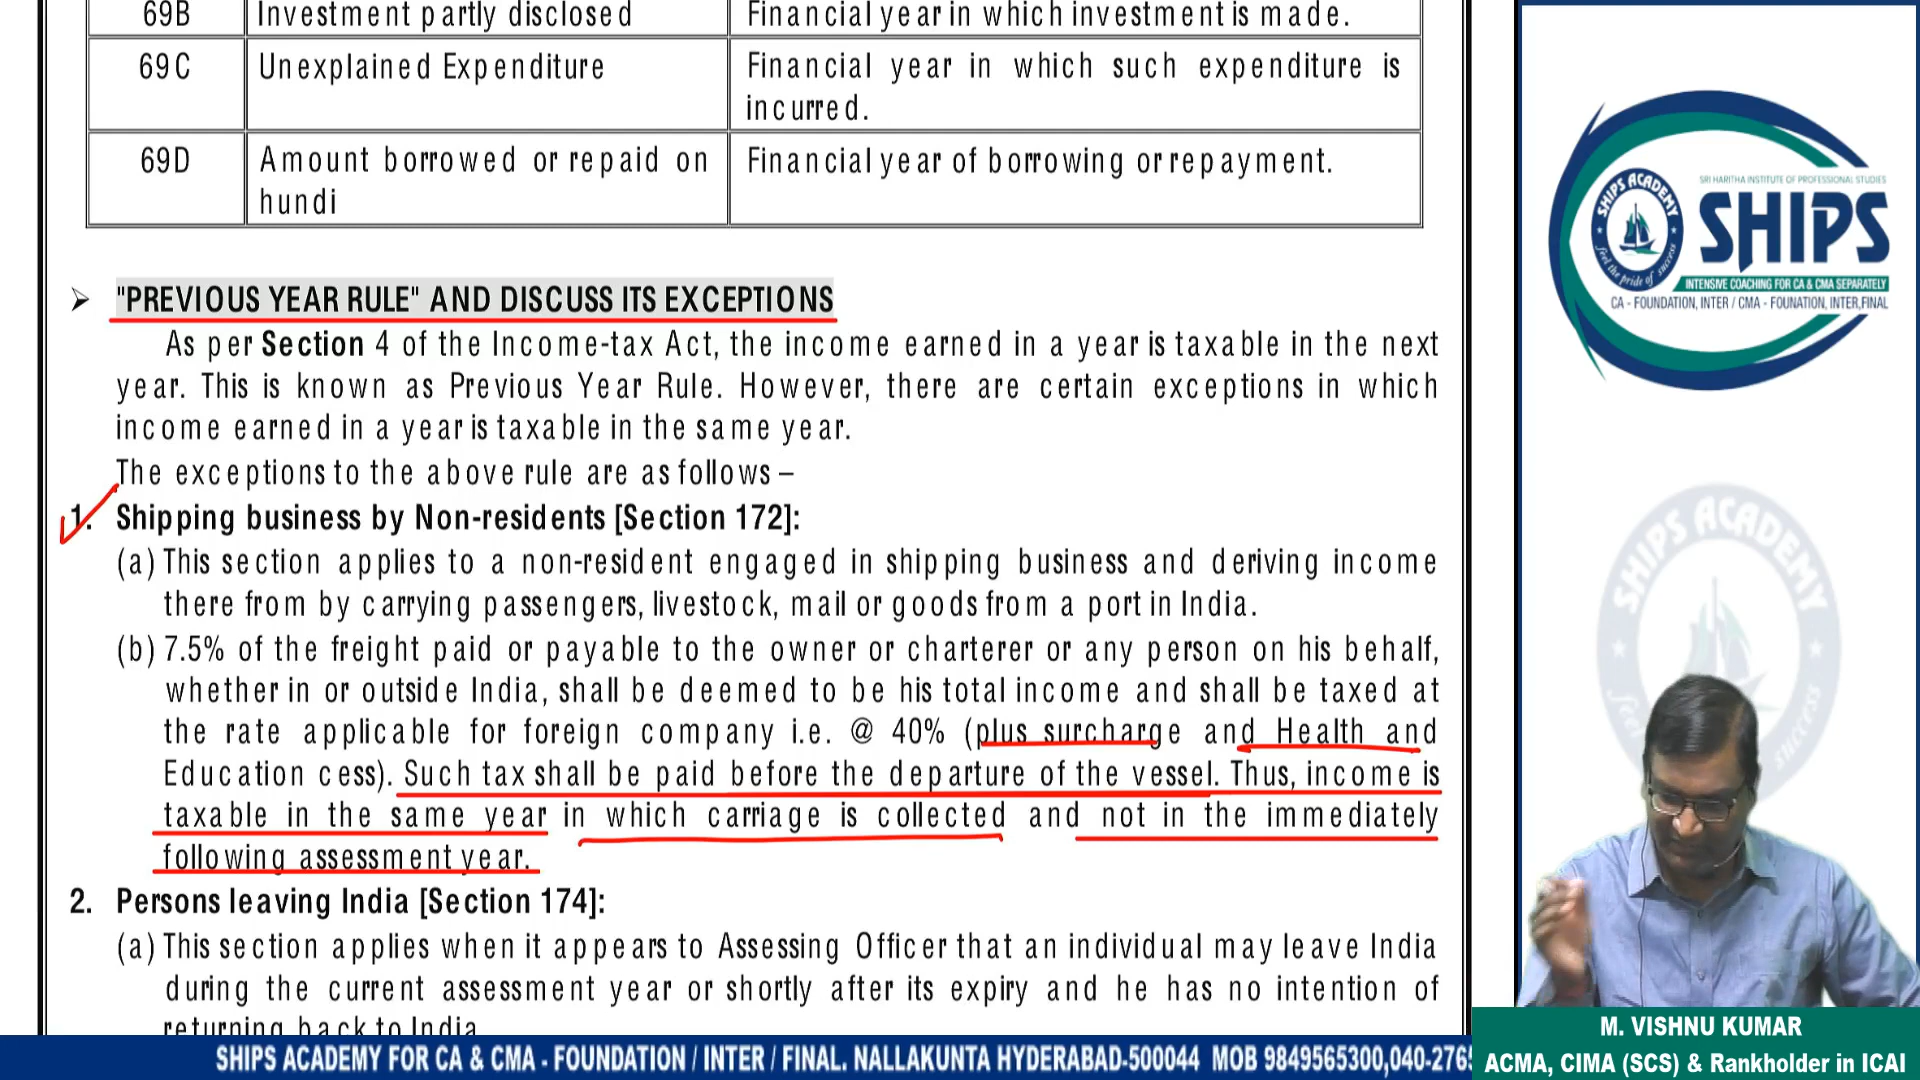 69B Investment partly disclosed Financial year in which investment is made.
69C Unexplained Expenditure Financial year in which such expenditure is
incurred.
69D Amount borrowed or repaid on Financial year of borrowing or repayment.
hundi
"PREVIOUS YEAR RULE" AND DISCUSS ITS EXCEPTIONS
As per Section 4 of the Income-tax Act, the income earned in a year is taxable in the next
year. This is known as Previous Year Rule. However, there are certain exceptions in which
income earned in a year is taxable in the same year.
The exceptions to the above rule are as follows –
1. Shipping business by Non-residents [Section 172]:
(a) This section applies to a non-resident engaged in shipping business and deriving income
there from by carrying passengers, livestock, mail or goods from a port in India.
(b) 7.5% of the freight paid or payable to the owner or charterer or any person on his behalf,
whether in or outside India, shall be deemed to be his total income and shall be taxed at
the rate applicable for foreign company i.e. @ 40% (plus surcharge and Health and
Education cess). Such tax shall be paid before the departure of the vessel. Thus, income is
taxable in the same year in which carriage is collected and not in the immediately
following assessment year.
2. Persons leaving India [Section 174]:
(a) This section applies when it appears to Assessing Officer that an individual may leave India
during the current assessment year or shortly after its expiry and he has no intention of
returning back to India
SRI HARITHA INSTITUTE OF PROFESSIONAL STUDIES
SHIPS ACADEMY
feel the pride of success
SHIPS
INTENSIVE COACHING FOR CA & CMA SEPARATELY
CA - FOUNDATION, INTER / CMA - FOUNATION, INTER,FINAL
SHIPS ACADEMY
M. VISHNU KUMAR
ACMA, CIMA (SCS) & Rankholder in ICAI
SHIPS ACADEMY FOR CA & CMA - FOUNDATION / INTER / FINAL. NALLAKUNTA HYDERABAD-500044 MOB 9849565300,040-276